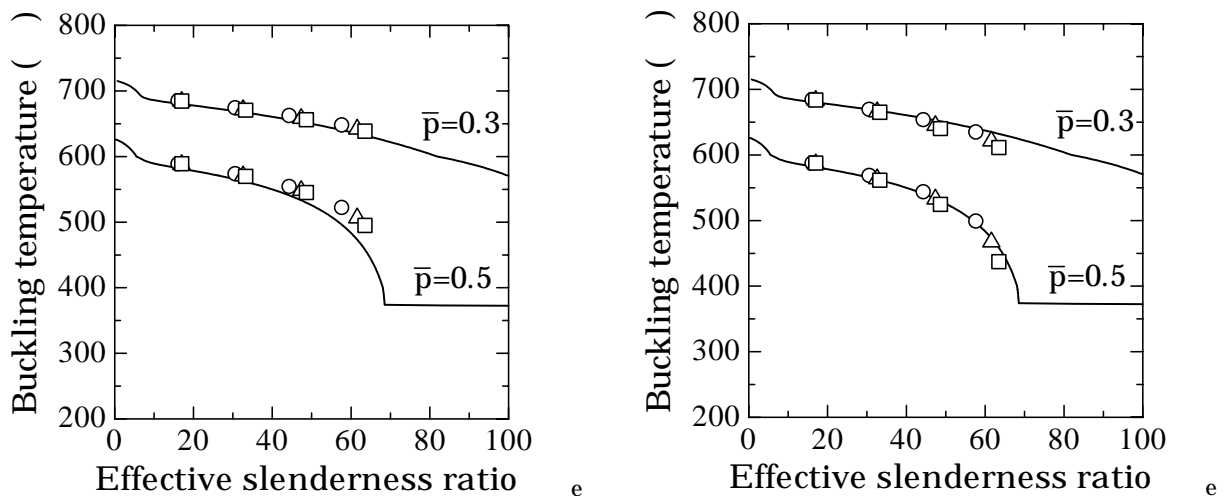 Buckling temperature ( )
800
700
600
500
400
300
200
0 20 40 60 80 100
p̅=0.3
p̅=0.5
Effective slenderness ratio e
Buckling temperature ( )
800
700
600
500
400
300
200
0 20 40 60 80 100
p̅=0.3
p̅=0.5
Effective slenderness ratio e